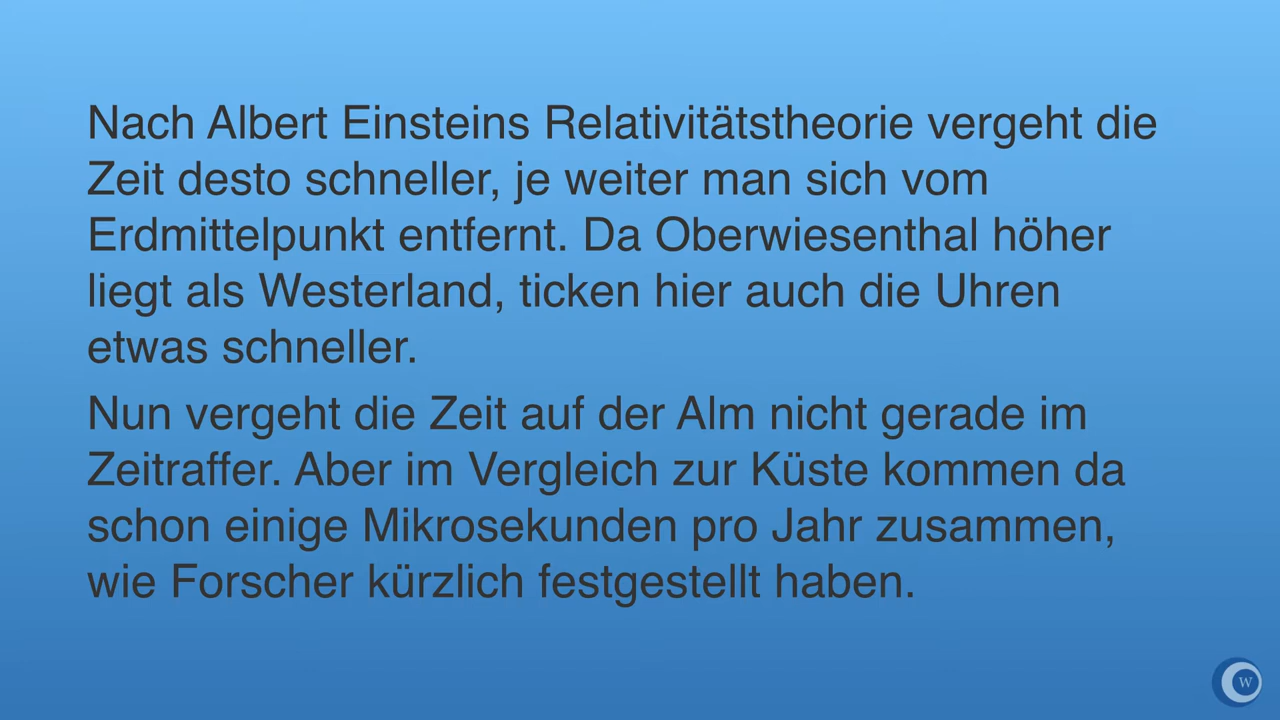 Nach Albert Einsteins Relativitätstheorie vergeht die
Zeit desto schneller, je weiter man sich vom
Erdmittelpunkt entfernt. Da Oberwiesenthal höher
liegt als Westerland, ticken hier auch die Uhren
etwas schneller.
Nun vergeht die Zeit auf der Alm nicht gerade im
Zeitraffer. Aber im Vergleich zur Küste kommen da
schon einige Mikrosekunden pro Jahr zusammen,
wie Forscher kürzlich festgestellt haben.
W